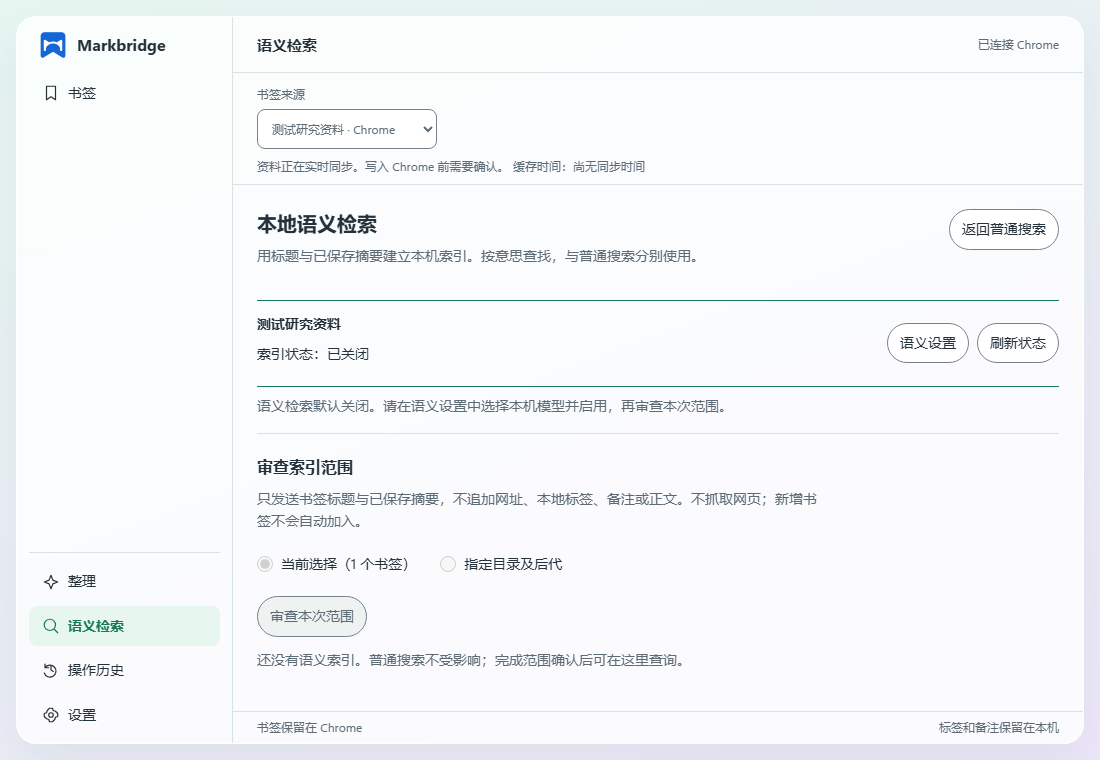 Markbridge
书签
整理
语义检索
操作历史
设置
语义检索
已连接 Chrome
书签来源
测试研究资料 · Chrome
资料正在实时同步。写入 Chrome 前需要确认。 缓存时间：尚无同步时间
本地语义检索
返回普通搜索
用标题与已保存摘要建立本机索引。按意思查找，与普通搜索分别使用。
测试研究资料
索引状态：已关闭
语义设置
刷新状态
语义检索默认关闭。请在语义设置中选择本机模型并启用，再审查本次范围。
审查索引范围
只发送书签标题与已保存摘要，不追加网址、本地标签、备注或正文。不抓取网页；新增书
签不会自动加入。
当前选择（1 个书签）
指定目录及后代
审查本次范围
还没有语义索引。普通搜索不受影响；完成范围确认后可在这里查询。
书签保留在 Chrome
标签和备注保留在本机